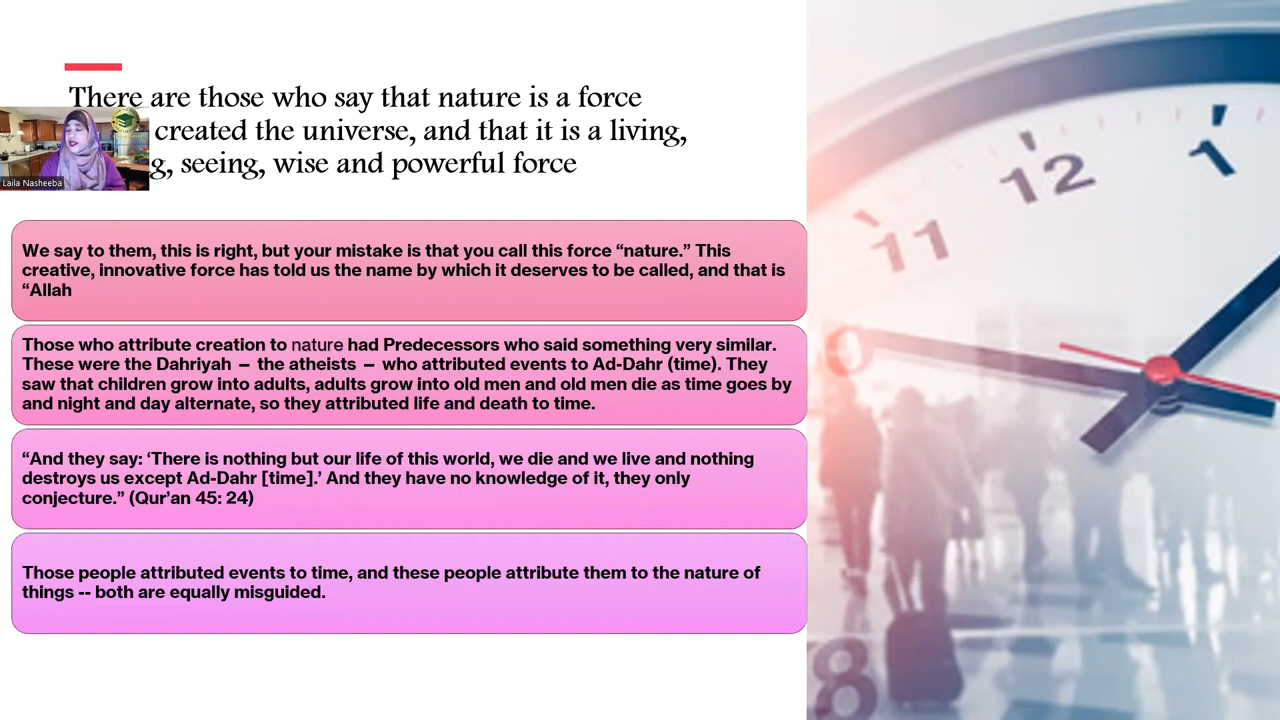 There are those who say that nature is a force
created the universe, and that it is a living,
g, seeing, wise and powerful force
Laila Nasheeba
We say to them, this is right, but your mistake is that you call this force “nature.” This
creative, innovative force has told us the name by which it deserves to be called, and that is
“Allah
Those who attribute creation to nature had Predecessors who said something very similar.
These were the Dahriyah – the atheists – who attributed events to Ad-Dahr (time). They
saw that children grow into adults, adults grow into old men and old men die as time goes by
and night and day alternate, so they attributed life and death to time.
“And they say: ‘There is nothing but our life of this world, we die and we live and nothing
destroys us except Ad-Dahr [time].’ And they have no knowledge of it, they only
conjecture.” (Qur’an 45: 24)
Those people attributed events to time, and these people attribute them to the nature of
things -- both are equally misguided.
11
12
1
8